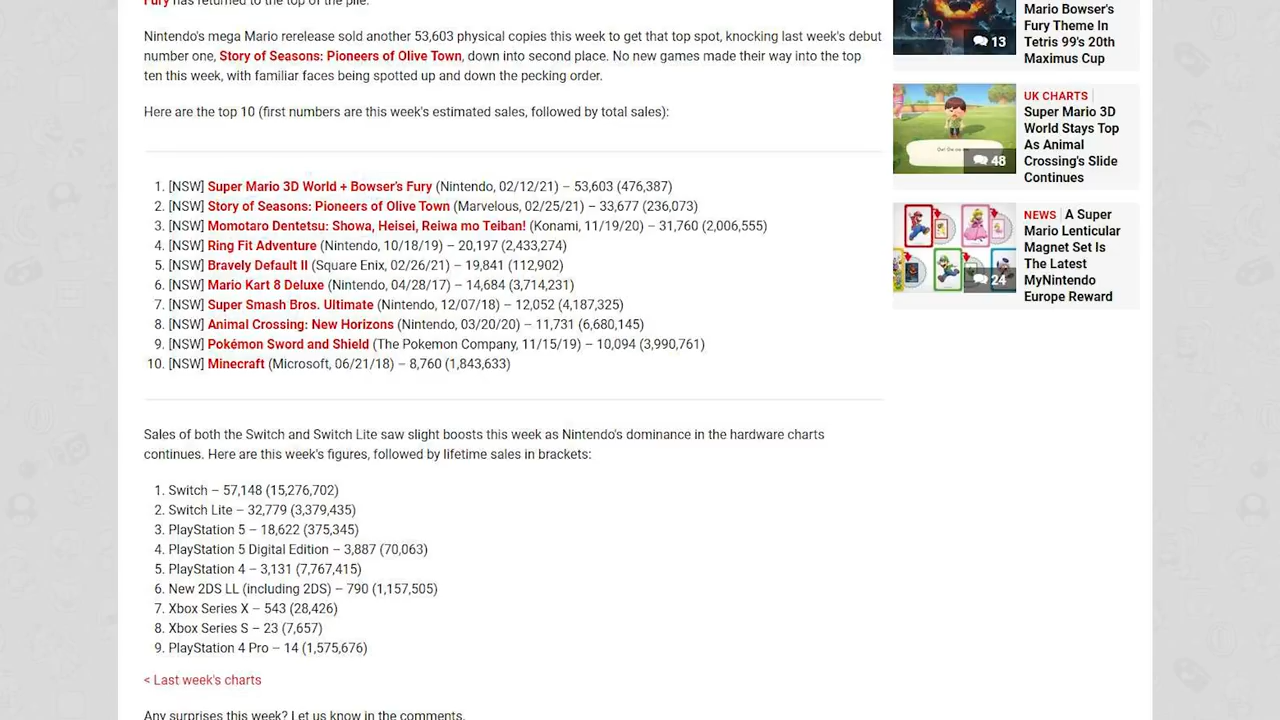 Fury has returned to the top of the pile.
Nintendo's mega Mario rerelease sold another 53,603 physical copies this week to get that top spot, knocking last week's debut
number one, Story of Seasons: Pioneers of Olive Town, down into second place. No new games made their way into the top
ten this week, with familiar faces being spotted up and down the pecking order.
Here are the top 10 (first numbers are this week's estimated sales, followed by total sales):
1. [NSW] Super Mario 3D World + Bowser's Fury (Nintendo, 02/12/21) – 53,603 (476,387)
2. [NSW] Story of Seasons: Pioneers of Olive Town (Marvelous, 02/25/21) – 33,677 (236,073)
3. [NSW] Momotaro Dentetsu: Showa, Heisei, Reiwa mo Teiban! (Konami, 11/19/20) – 31,760 (2,006,555)
4. [NSW] Ring Fit Adventure (Nintendo, 10/18/19) – 20,197 (2,433,274)
5. [NSW] Bravely Default II (Square Enix, 02/26/21) – 19,841 (112,902)
6. [NSW] Mario Kart 8 Deluxe (Nintendo, 04/28/17) – 14,684 (3,714,231)
7. [NSW] Super Smash Bros. Ultimate (Nintendo, 12/07/18) – 12,052 (4,187,325)
8. [NSW] Animal Crossing: New Horizons (Nintendo, 03/20/20) – 11,731 (6,680,145)
9. [NSW] Pokémon Sword and Shield (The Pokemon Company, 11/15/19) – 10,094 (3,990,761)
10. [NSW] Minecraft (Microsoft, 06/21/18) – 8,760 (1,843,633)
Sales of both the Switch and Switch Lite saw slight boosts this week as Nintendo's dominance in the hardware charts
continues. Here are this week's figures, followed by lifetime sales in brackets:
1. Switch – 57,148 (15,276,702)
2. Switch Lite – 32,779 (3,379,435)
3. PlayStation 5 – 18,622 (375,345)
4. PlayStation 5 Digital Edition – 3,887 (70,063)
5. PlayStation 4 – 3,131 (7,767,415)
6. New 2DS LL (including 2DS) – 790 (1,157,505)
7. Xbox Series X – 543 (28,426)
8. Xbox Series S – 23 (7,657)
9. PlayStation 4 Pro – 14 (1,575,676)
< Last week's charts
Any surprises this week? Let us know in the comments.
Mario Bowser's
Fury Theme In
Tetris 99's 20th
Maximus Cup
13
UK CHARTS
Super Mario 3D
World Stays Top
As Animal
Crossing's Slide
Continues
48
NEWS A Super
Mario Lenticular
Magnet Set Is
The Latest
MyNintendo
Europe Reward
24